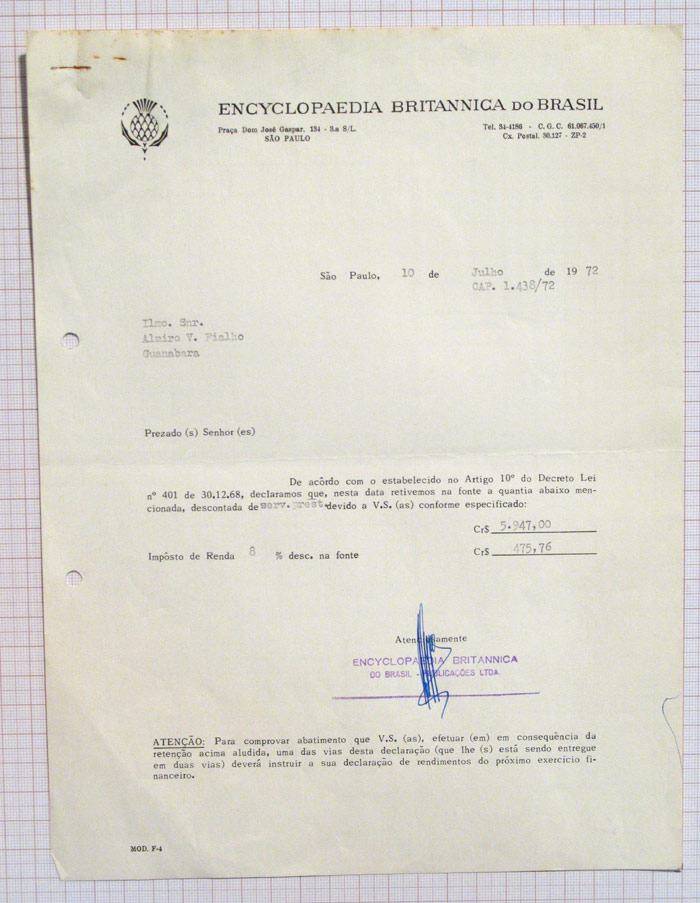 ENCYCLOPAEDIA BRITANNICA DO BRASIL
Praça Dom José Gaspar, 134 - 3.a S/L.
SÃO PAULO
Tel. 34-4186 - C. G. C. 61.067.450/1
Cx. Postal. 30.127 - ZP-2
São Paulo, 10 de Julho de 19 72
CAP. 1.438/72
Ilmo. Snr.
Almiro V. Fialho
Guanabara
Prezado (s) Senhor (es)
De acôrdo com o estabelecido no Artigo 10º do Decreto Lei
nº 401 de 30.12.68, declaramos que, nesta data retivemos na fonte a quantia abaixo men-
cionada, descontada de serv.prest. devido a V.S. (as) conforme especificado:
Cr$ 5.947,00
Impôsto de Renda 8 % desc. na fonte Cr$ 475,76
Atenciosamente
ENCYCLOPAEDIA BRITANNICA
DO BRASIL - PUBLICAÇÕES LTDA.
ATENÇÃO: Para comprovar abatimento que V.S. (as), efetuar (em) em consequência da
retenção acima aludida, uma das vias desta declaração (que lhe (s) está sendo entregue
em duas vias) deverá instruir a sua declaração de rendimentos do próximo exercício fi-
nanceiro.
MOD. F-4